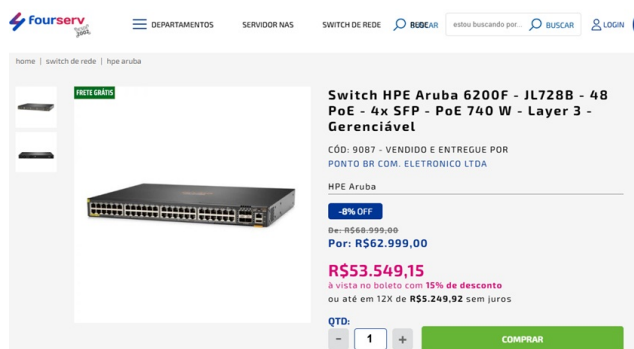 fourserv
desde
2002
DEPARTAMENTOS
SERVIDOR NAS
SWITCH DE REDE
BUSCAR
REDE
estou buscando por...
BUSCAR
LOGIN
home | switch de rede | hpe aruba
FRETE GRÁTIS
Switch HPE Aruba 6200F - JL728B - 48
PoE - 4x SFP - PoE 740 W - Layer 3 -
Gerenciável
CÓD: 9087 - VENDIDO E ENTREGUE POR
PONTO BR COM. ELETRONICO LTDA
HPE Aruba
-8% OFF
De: R$68.999,00
Por: R$62.999,00
R$53.549,15
à vista no boleto com 15% de desconto
ou até em 12X de R$5.249,92 sem juros
QTD:
- 1 +
COMPRAR